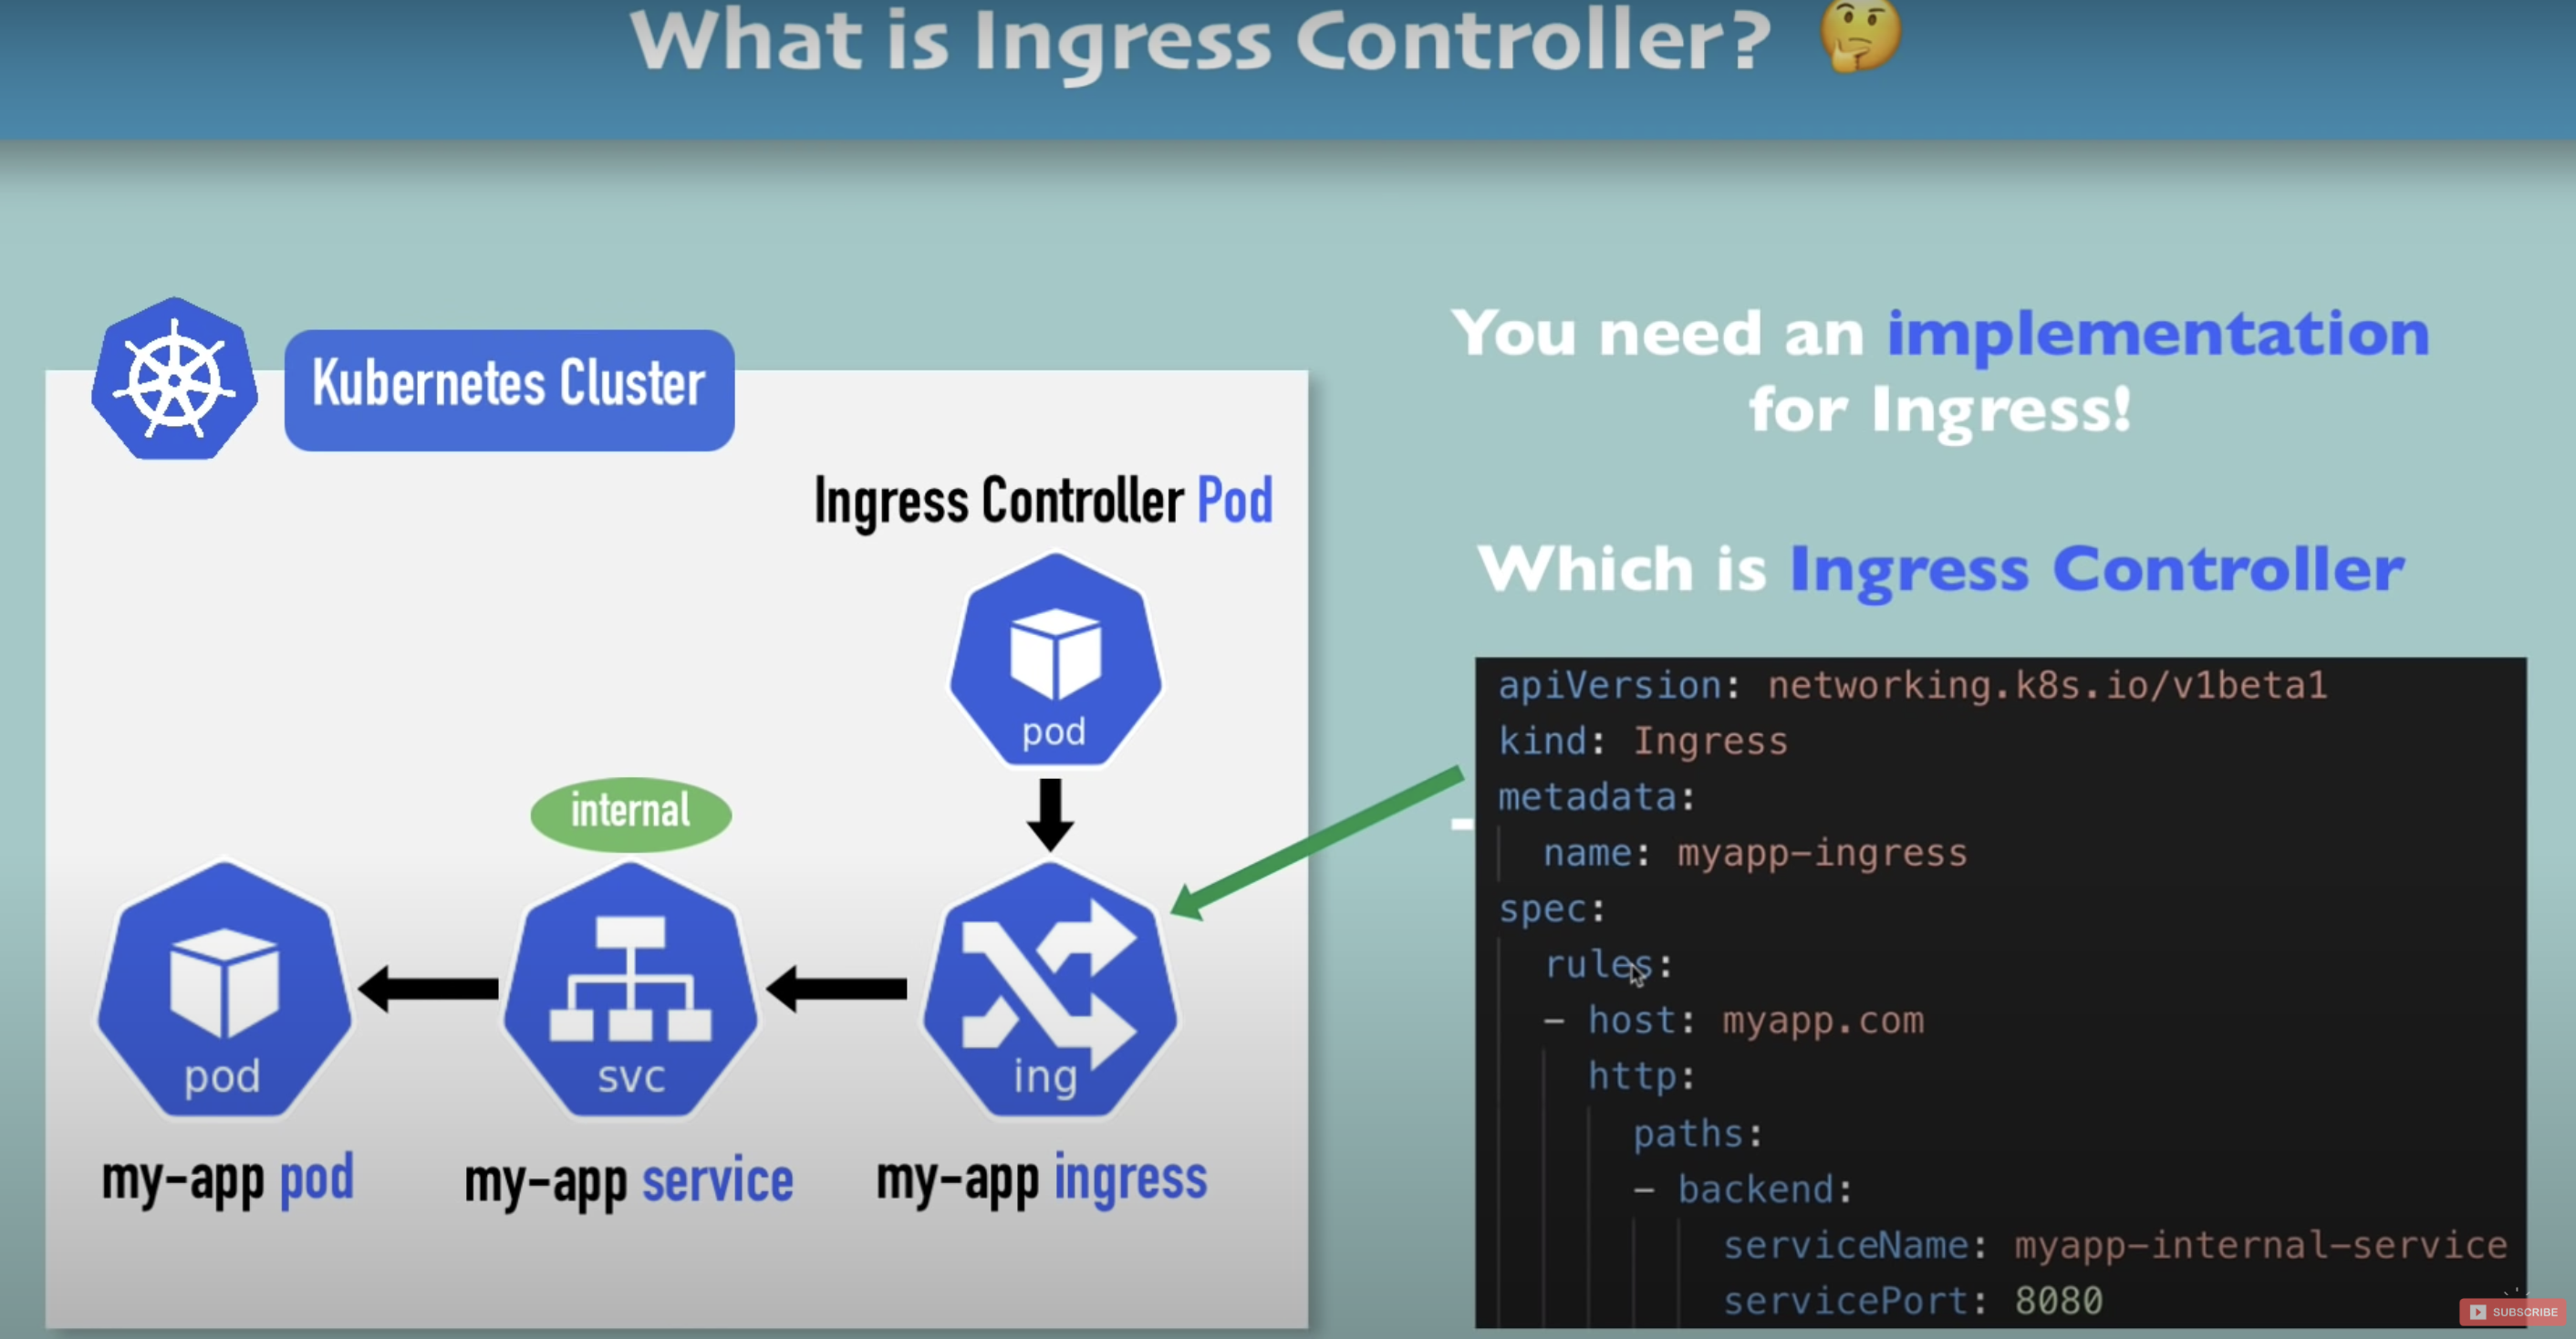 What is Ingress Controller?
Kubernetes Cluster
Ingress Controller Pod
pod
internal
pod
svc
ing
my-app pod
my-app service
my-app ingress
You need an implementation
for Ingress!
Which is Ingress Controller
-
apiVersion: networking.k8s.io/v1beta1
kind: Ingress
metadata:
name: myapp-ingress
spec:
rules:
- host: myapp.com
http:
paths:
- backend:
serviceName: myapp-internal-service
servicePort: 8080
SUBSCRIBE